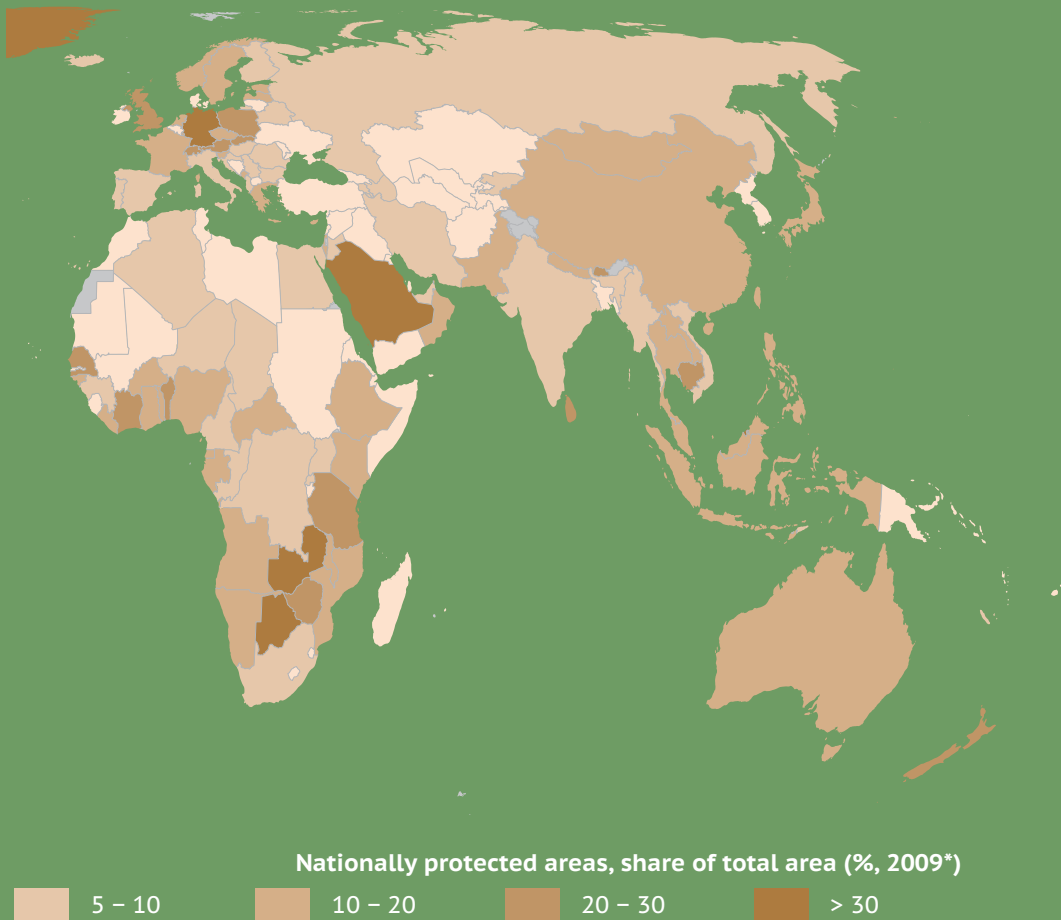 Nationally protected areas, share of total area (%, 2009*)
5 – 10 10 – 20 20 – 30 > 30